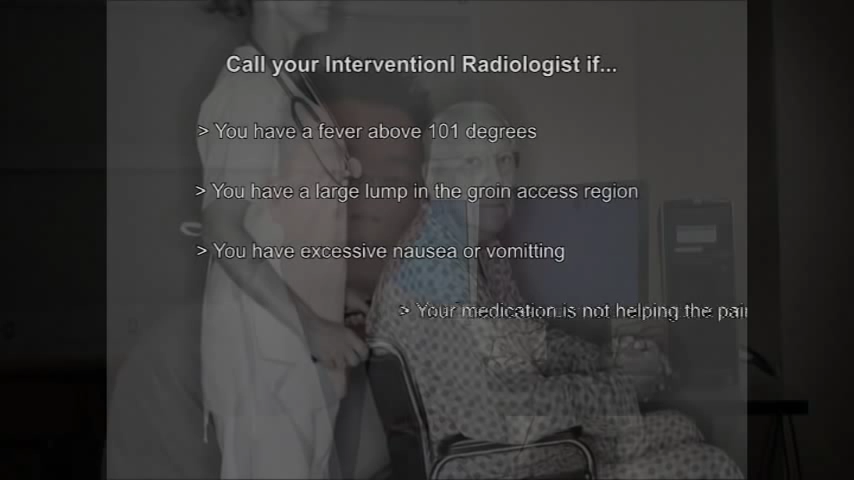 Call your Interventionl Radiologist if...
> You have a fever above 101 degrees
> You have a large lump in the groin access region
> You have excessive nausea or vomitting
> Your medication is not helping the pai